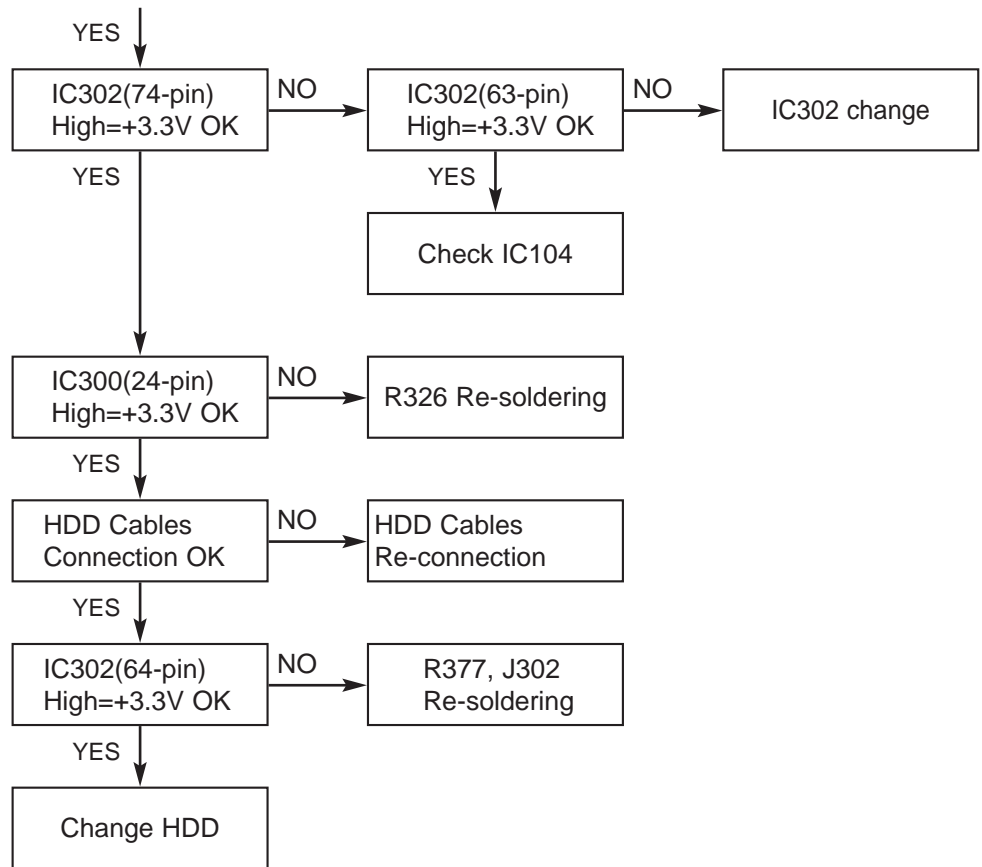 YES
IC302(74-pin)
High=+3.3V OK
NO
IC302(63-pin)
High=+3.3V OK
NO
IC302 change
YES
YES
Check IC104
IC300(24-pin)
High=+3.3V OK
NO
R326 Re-soldering
YES
HDD Cables
Connection OK
NO
HDD Cables
Re-connection
YES
IC302(64-pin)
High=+3.3V OK
NO
R377, J302
Re-soldering
YES
Change HDD